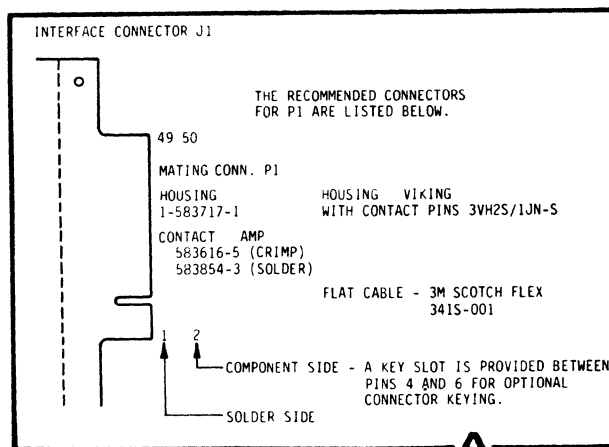 INTERFACE CONNECTOR J1
THE RECOMMENDED CONNECTORS
FOR P1 ARE LISTED BELOW.
49 50
MATING CONN. P1
HOUSING
1-583717-1
HOUSING VIKING
WITH CONTACT PINS 3VH2S/1JN-S
CONTACT AMP
583616-5 (CRIMP)
583854-3 (SOLDER)
FLAT CABLE - 3M SCOTCH FLEX
341S-001
1 2
COMPONENT SIDE - A KEY SLOT IS PROVIDED BETWEEN
PINS 4 AND 6 FOR OPTIONAL
CONNECTOR KEYING.
SOLDER SIDE